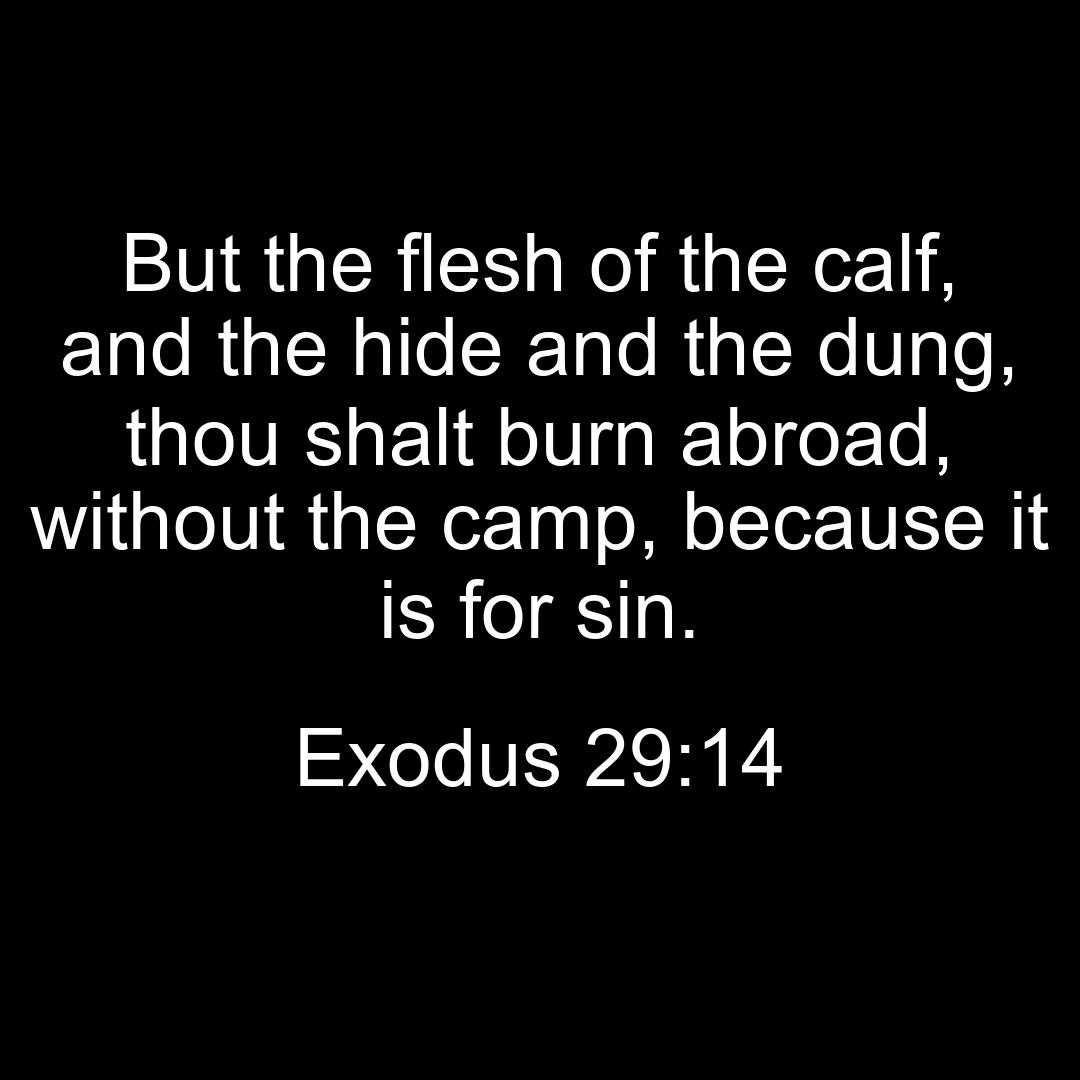 But the flesh of the calf,
and the hide and the dung,
thou shalt burn abroad,
without the camp, because it
is for sin.
Exodus 29:14